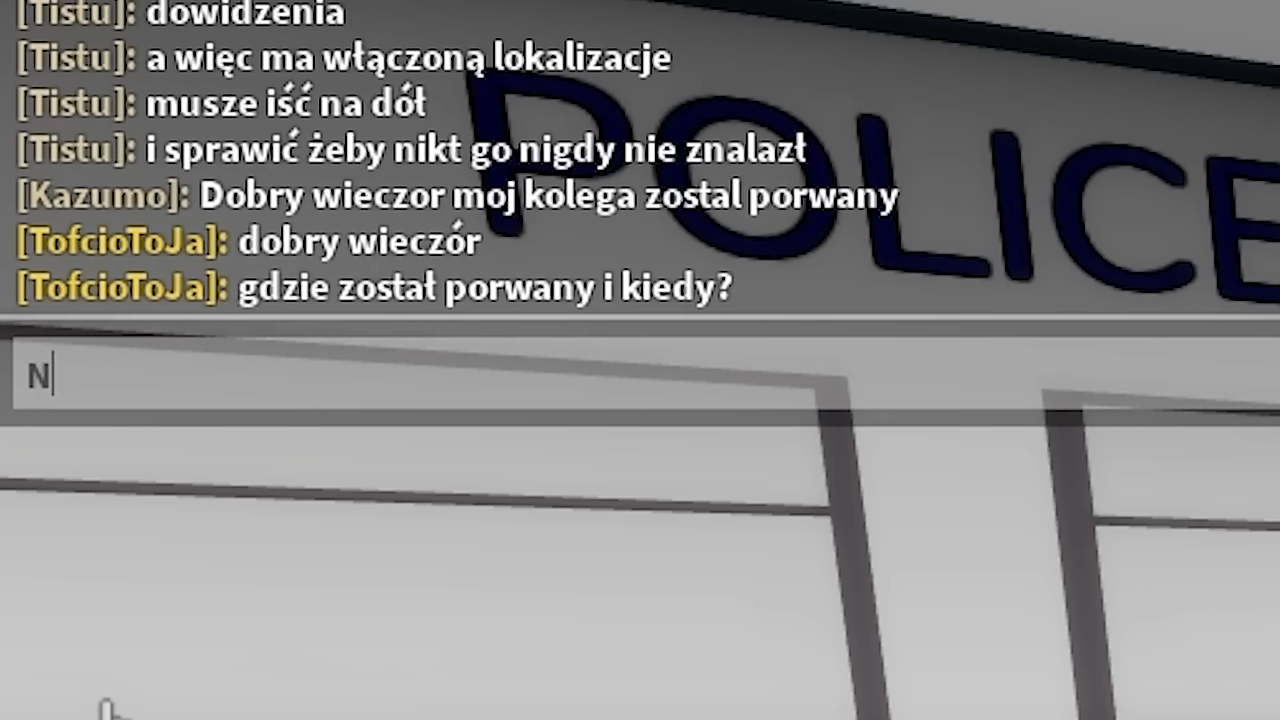 [Tistu]: dowidzenia
[Tistu]: a więc ma włączoną lokalizacje
[Tistu]: musze iść na dół
[Tistu]: i sprawić żeby nikt go nigdy nie znalazł
[Kazumo]: Dobry wieczor moj kolega zostal porwany
[TofcioToJa]: dobry wieczór
[TofcioToJa]: gdzie został porwany i kiedy?
POLICE
N